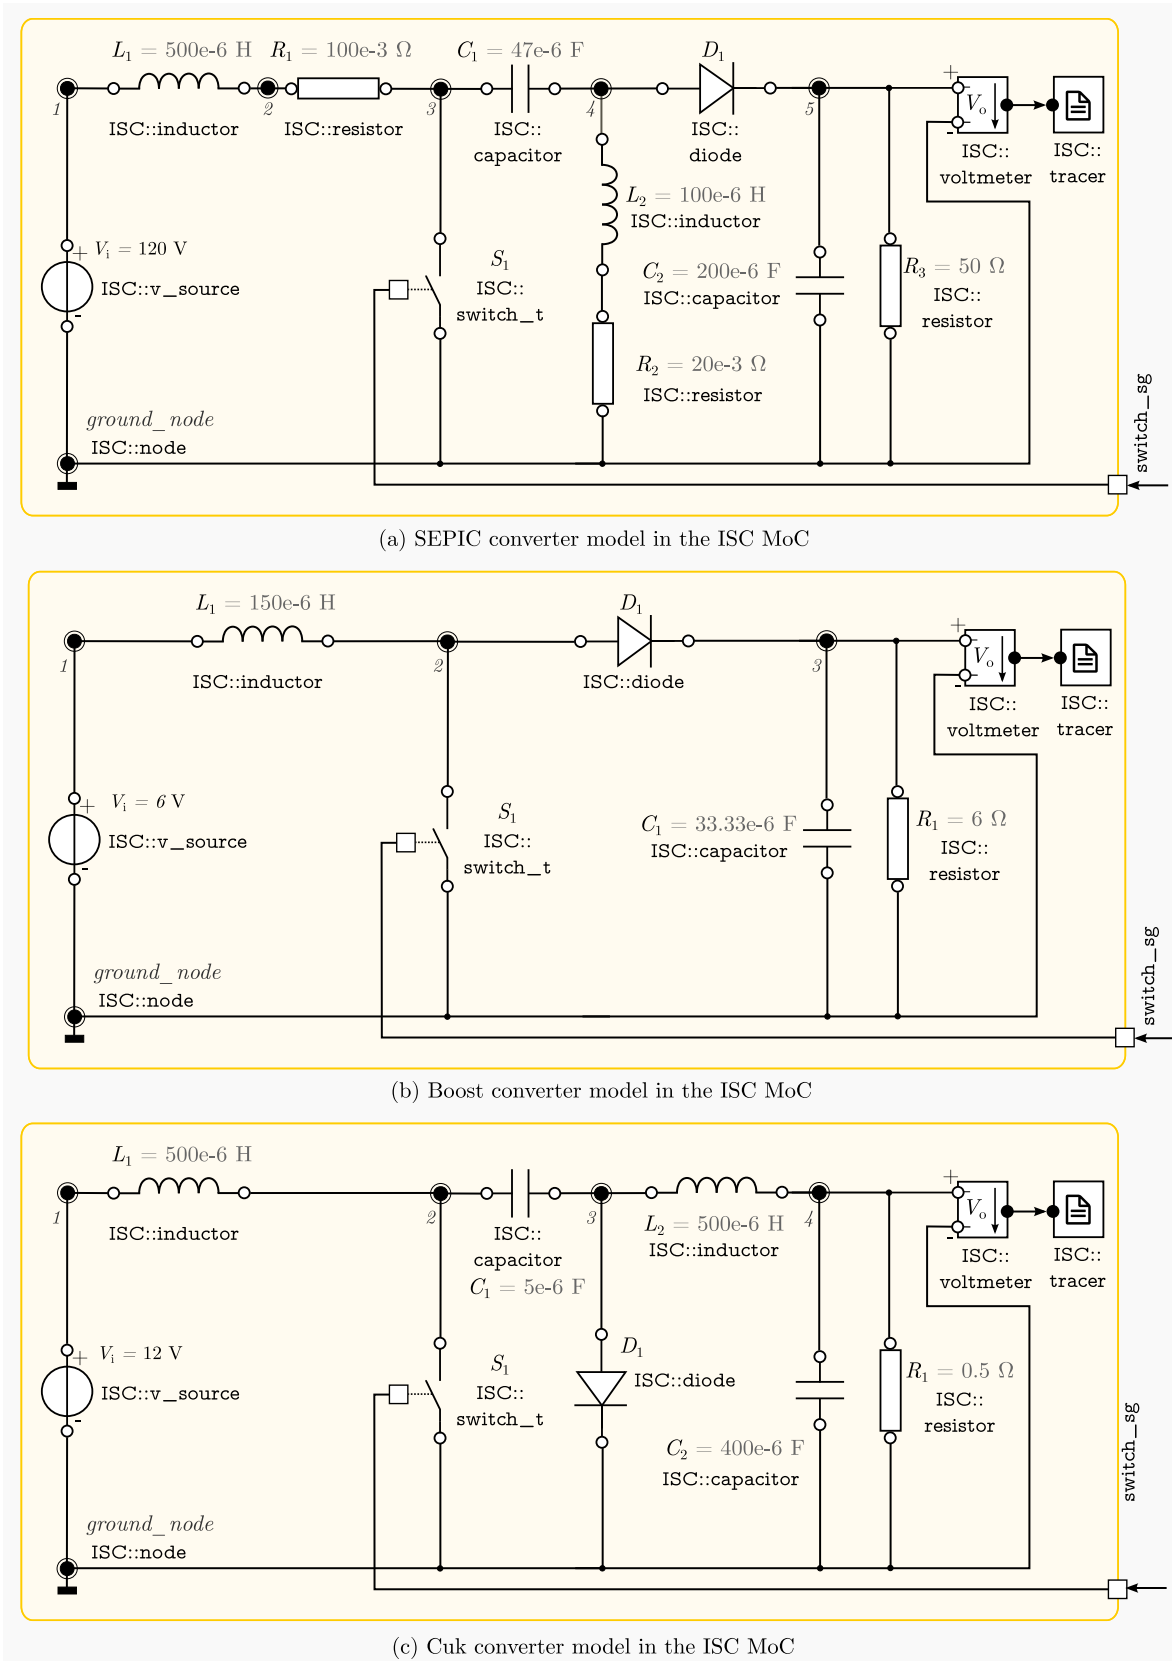 L1 = 500e-6 H R1 = 100e-3 Ω C1 = 47e-6 F D1
+
1 2 3 4 5 Vo
-
ISC::inductor ISC::resistor ISC:: ISC:: ISC:: ISC::
capacitor diode voltmeter tracer
L2 = 100e-6 H
ISC::inductor
+ Vi = 120 V
ISC::v_source
-
S1
ISC::
switch_t
C2 = 200e-6 F
ISC::capacitor
R3 = 50 Ω
ISC::
resistor
R2 = 20e-3 Ω
ISC::resistor
ground_node
ISC::node
switch_sg
(a) SEPIC converter model in the ISC MoC
L1 = 150e-6 H D1
+
1 2 3 Vo
-
ISC::inductor ISC::diode ISC:: ISC::
voltmeter tracer
+ Vi = 6 V
ISC::v_source
-
S1
ISC::
switch_t
C1 = 33.33e-6 F
ISC::capacitor
R1 = 6 Ω
ISC::
resistor
ground_node
ISC::node
switch_sg
(b) Boost converter model in the ISC MoC
L1 = 500e-6 H
+
1 2 3 4 Vo
-
ISC::inductor ISC:: L2 = 500e-6 H ISC:: ISC::
capacitor ISC::inductor voltmeter tracer
C1 = 5e-6 F
+ Vi = 12 V
ISC::v_source
-
S1
ISC::
switch_t
D1
ISC::diode
R1 = 0.5 Ω
ISC::
resistor
C2 = 400e-6 F
ISC::capacitor
ground_node
ISC::node
switch_sg
(c) Cuk converter model in the ISC MoC